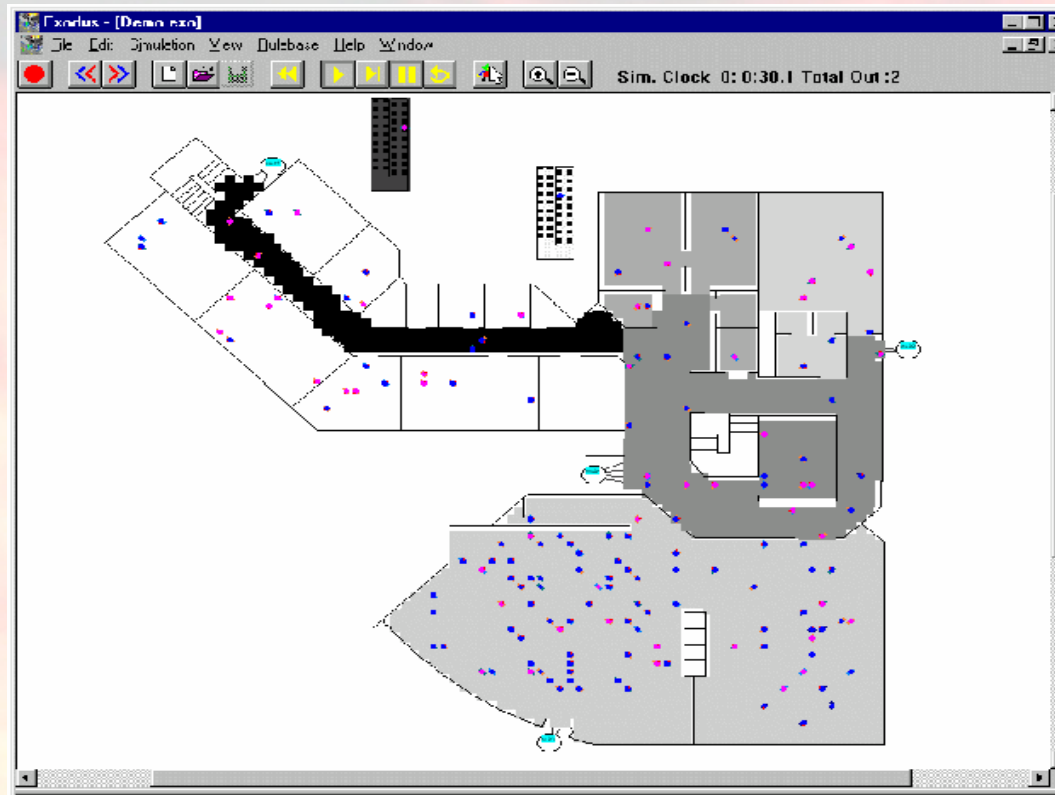 Exodus - [Demo.exo]
File Edit Simulation View Rulebase Help Window
Sim. Clock 0: 0:30.1 Total Out :2